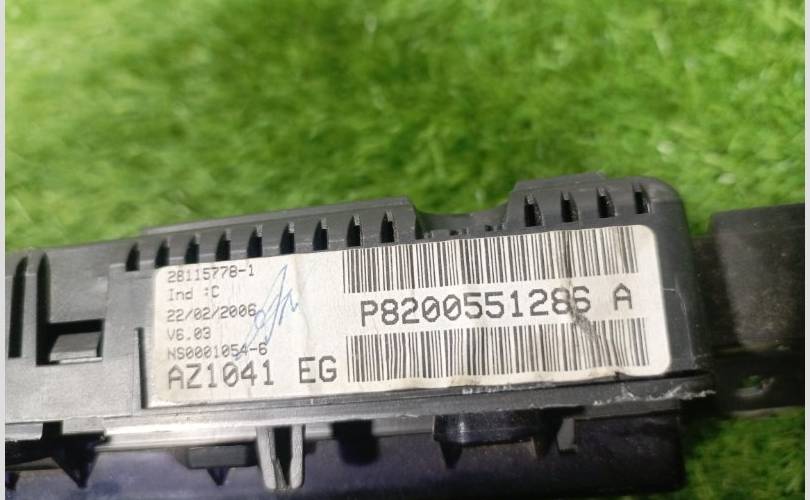 28115778-1
Ind :C
22/02/2006
V6.03
NS0001054-6
AZ1041 EG
P8200551286 A